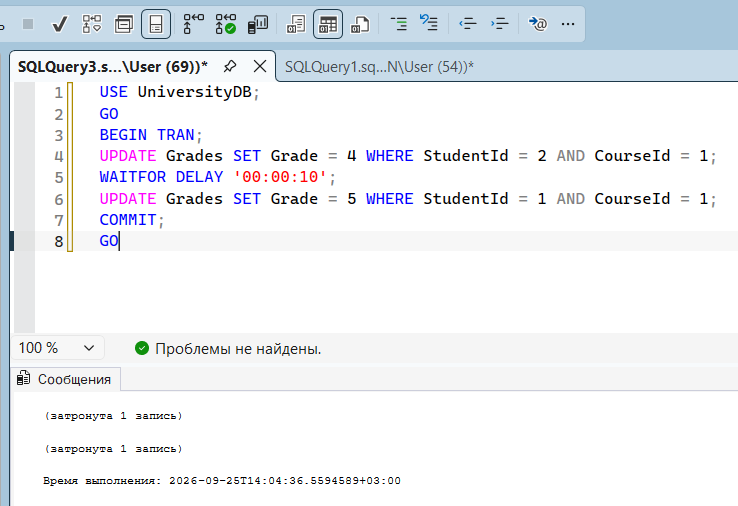 SQLQuery3.s...\User (69))*
SQLQuery1.sq...N\User (54))*
1 USE UniversityDB;
2 GO
3 BEGIN TRAN;
4 UPDATE Grades SET Grade = 4 WHERE StudentId = 2 AND CourseId = 1;
5 WAITFOR DELAY '00:00:10';
6 UPDATE Grades SET Grade = 5 WHERE StudentId = 1 AND CourseId = 1;
7 COMMIT;
8 GO
100 %
Проблемы не найдены.
Сообщения
(затронута 1 запись)
(затронута 1 запись)
Время выполнения: 2026-09-25T14:04:36.5594589+03:00